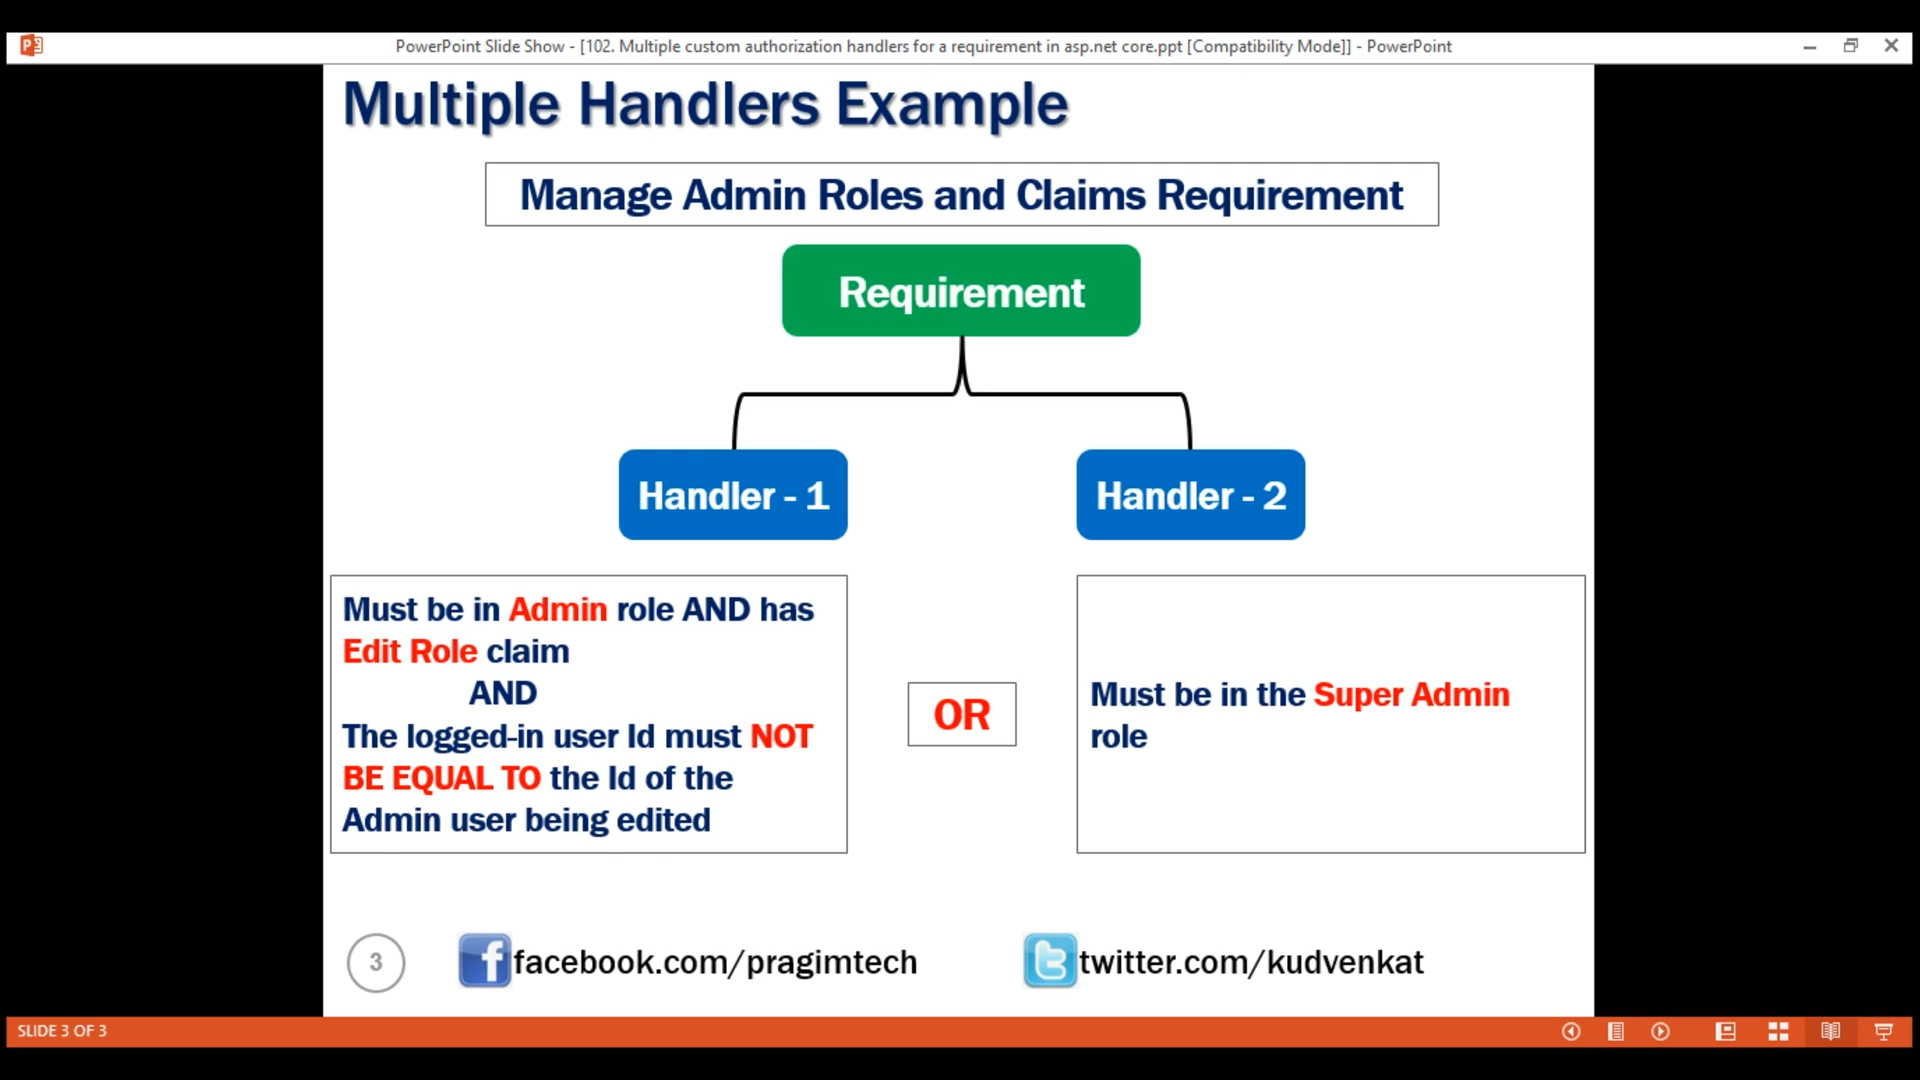 PowerPoint Slide Show - [102. Multiple custom authorization handlers for a requirement in asp.net core.ppt [Compatibility Mode]] - PowerPoint
Multiple Handlers Example
Manage Admin Roles and Claims Requirement
Requirement
Handler - 1
Handler - 2
Must be in Admin role AND has
Edit Role claim
AND
The logged-in user Id must NOT
BE EQUAL TO the Id of the
Admin user being edited
OR
Must be in the Super Admin
role
3
facebook.com/pragimtech
twitter.com/kudvenkat
SLIDE 3 OF 3